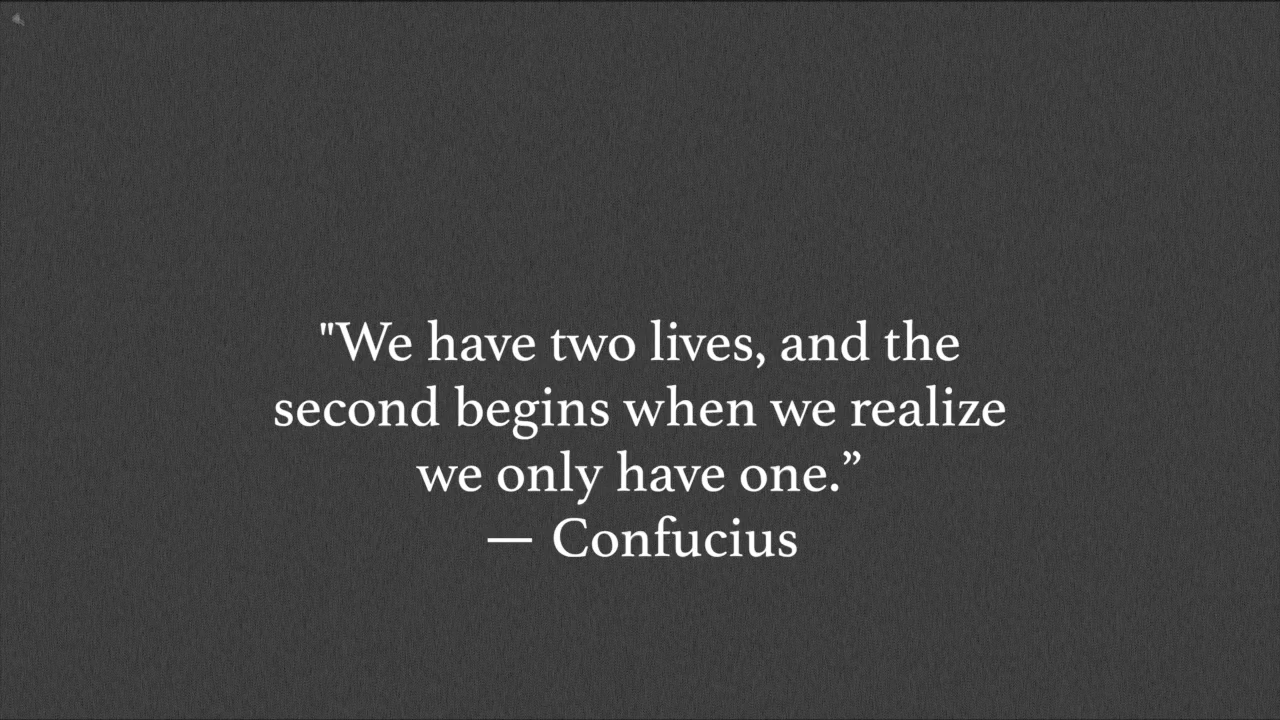 "We have two lives, and the
second begins when we realize
we only have one.”
— Confucius